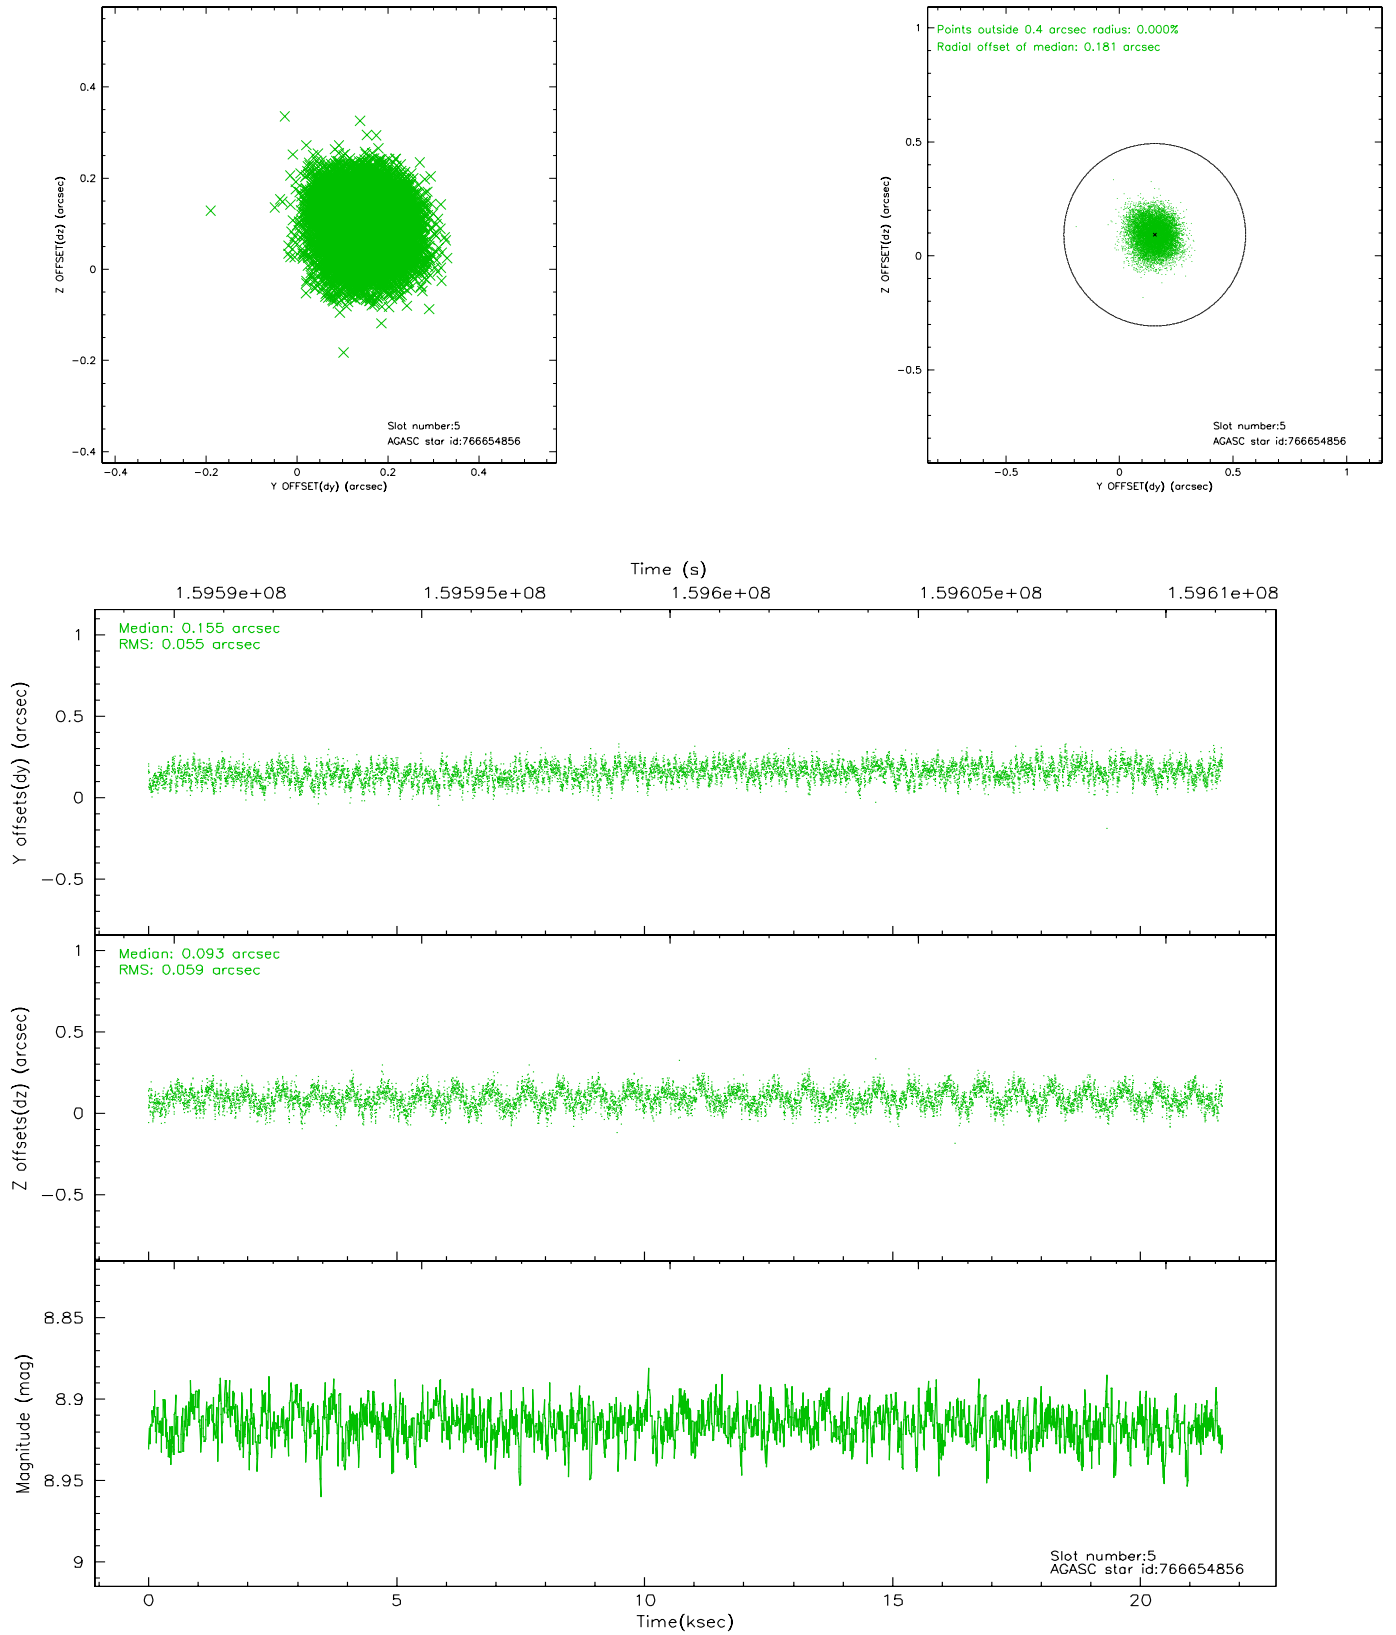 0.4
0.2
0
−0.2
−0.4
Z OFFSET(dz) (arcsec)
Slot number:5
AGASC star id:766654856
−0.4 −0.2 0 0.2 0.4
Y OFFSET(dy) (arcsec)
Points outside 0.4 arcsec radius: 0.000%
Radial offset of median: 0.181 arcsec
1
0.5
0
−0.5
Z OFFSET(dz) (arcsec)
Slot number:5
AGASC star id:766654856
−0.5 0 0.5 1
Y OFFSET(dy) (arcsec)
Time (s)
1.5959e+08 1.59595e+08 1.596e+08 1.59605e+08 1.5961e+08
Median: 0.155 arcsec
RMS: 0.055 arcsec
1
0.5
0
−0.5
Y offsets(dy) (arcsec)
Median: 0.093 arcsec
RMS: 0.059 arcsec
1
0.5
0
−0.5
Z offsets(dz) (arcsec)
8.85
8.9
8.95
9
Magnitude (mag)
Slot number:5
AGASC star id:766654856
0 5 10 15 20
Time(ksec)